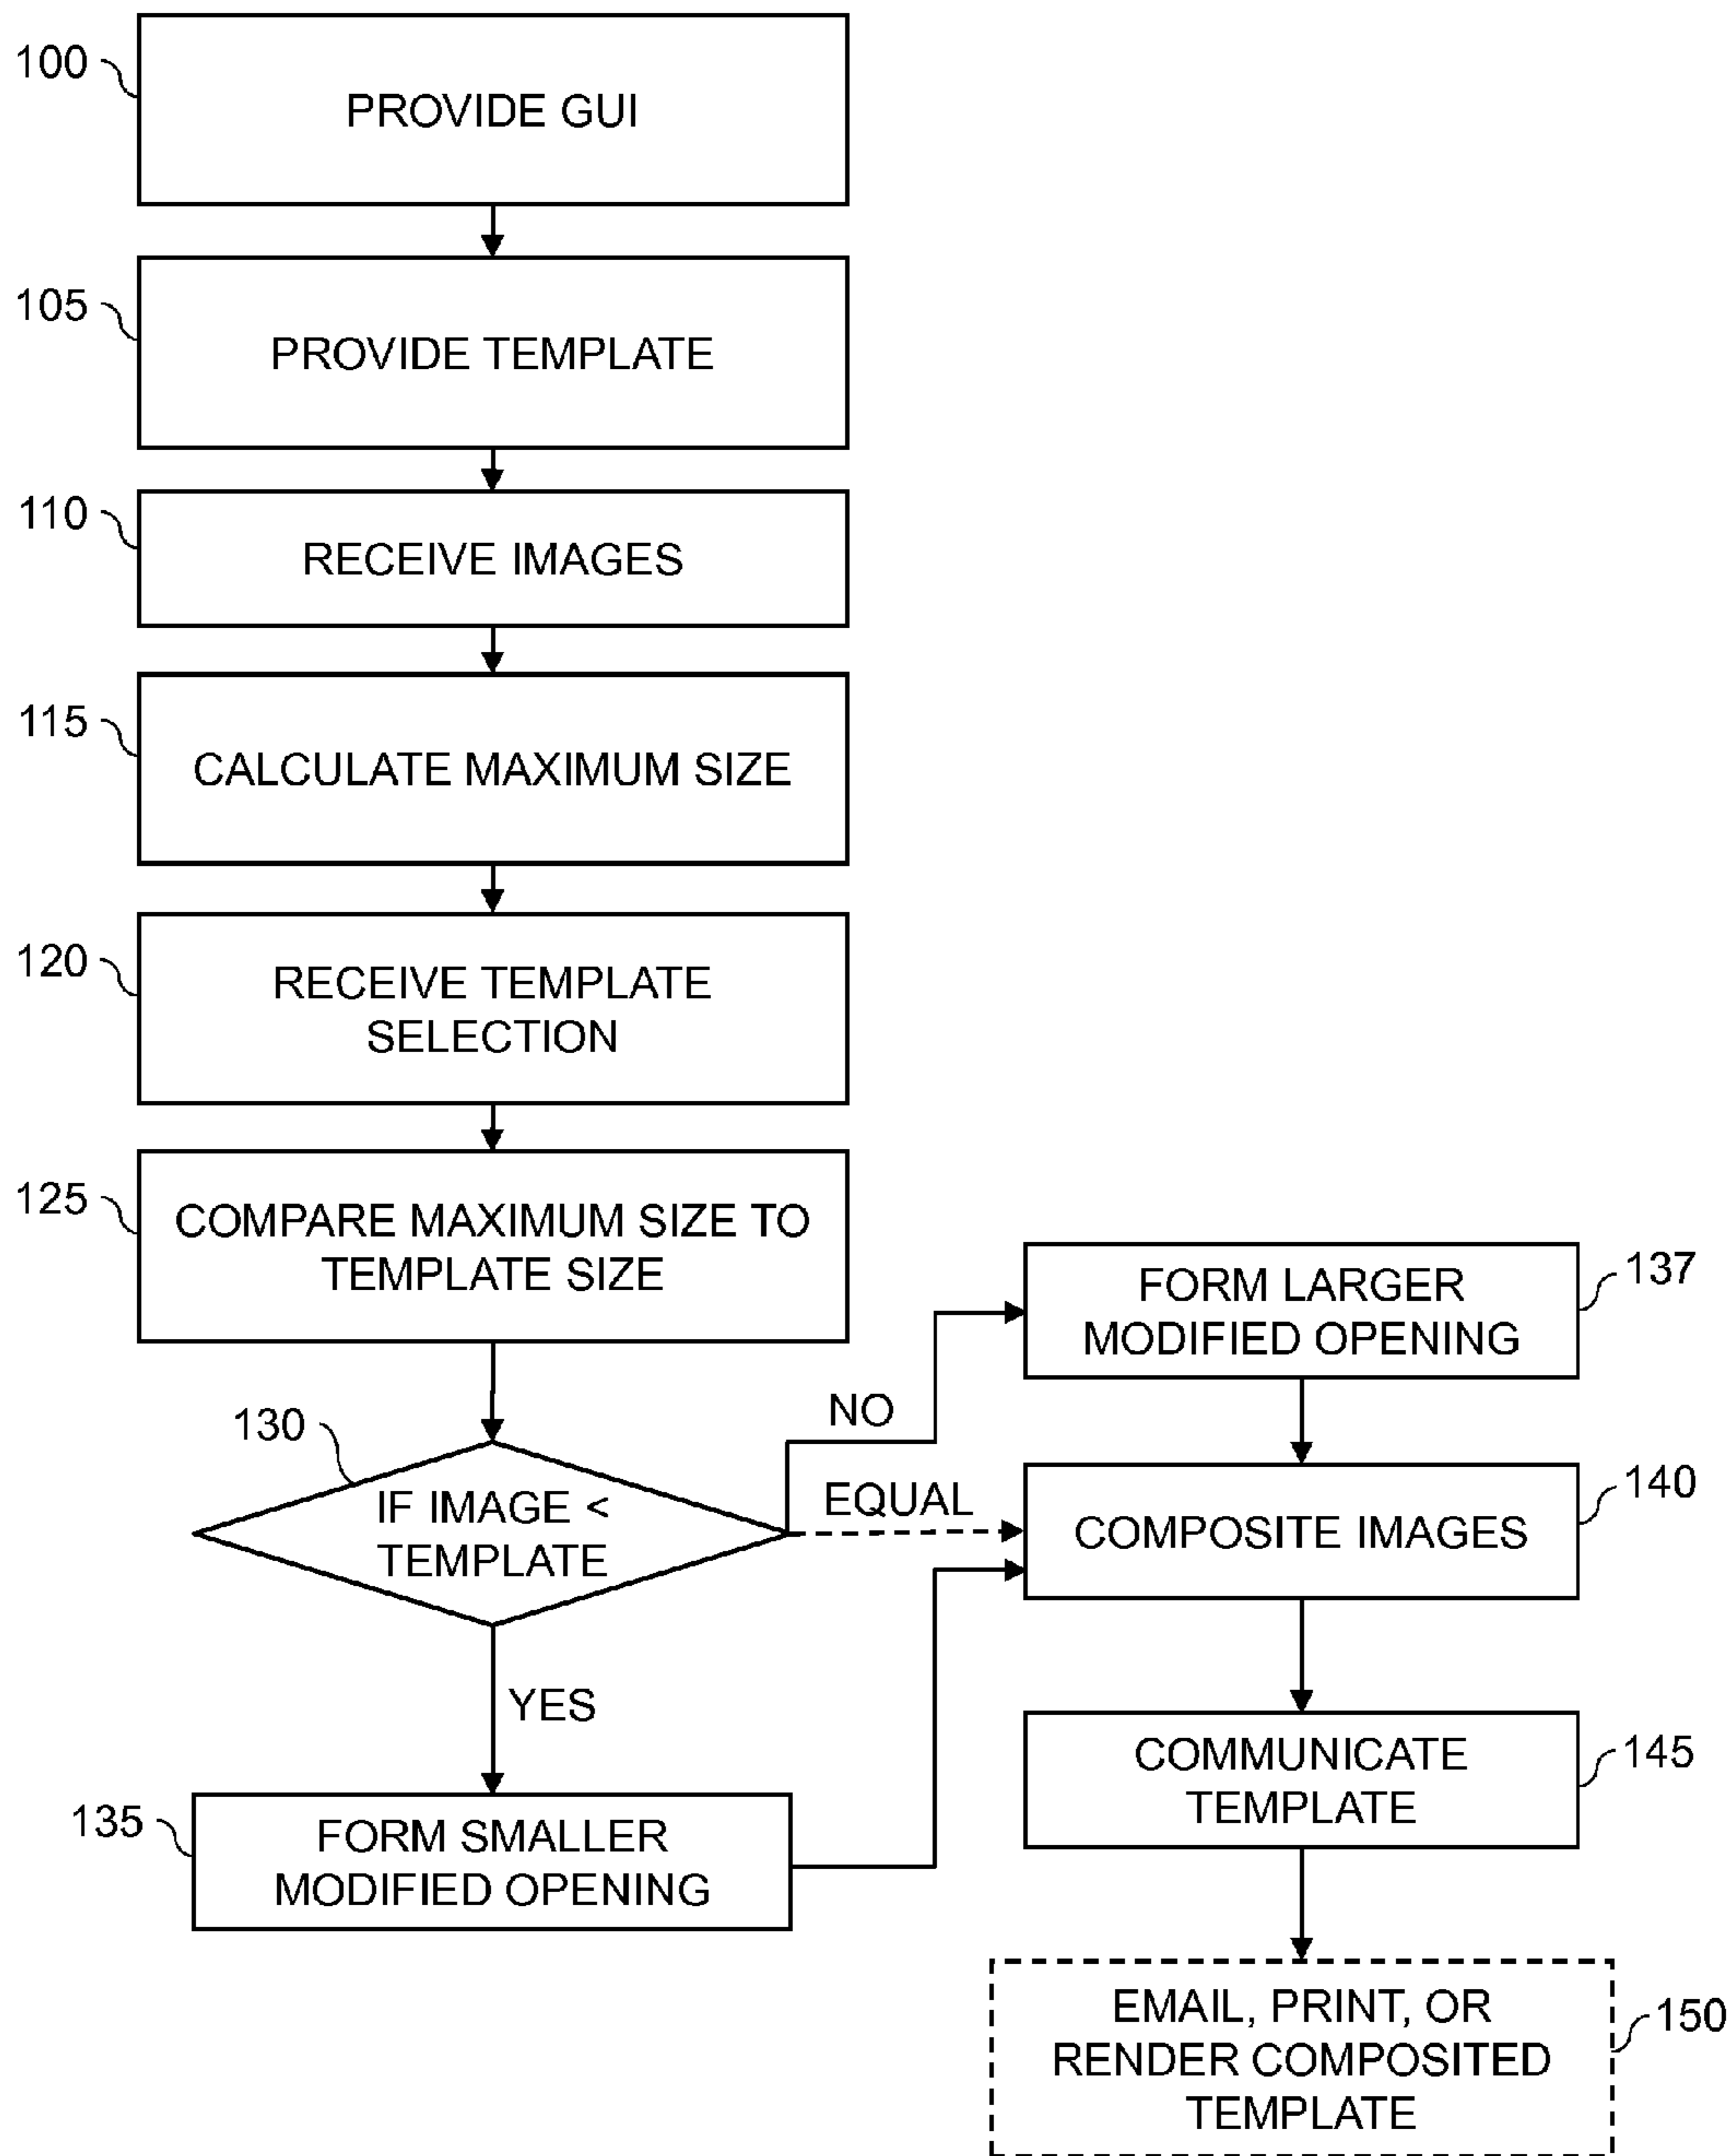 100
PROVIDE GUI
105
PROVIDE TEMPLATE
110
RECEIVE IMAGES
115
CALCULATE MAXIMUM SIZE
120
RECEIVE TEMPLATE
SELECTION
125
COMPARE MAXIMUM SIZE TO
TEMPLATE SIZE
130
IF IMAGE <
TEMPLATE
NO
EQUAL
YES
135
FORM SMALLER
MODIFIED OPENING
FORM LARGER
MODIFIED OPENING
137
COMPOSITE IMAGES
140
COMMUNICATE
TEMPLATE
145
EMAIL, PRINT, OR
RENDER COMPOSITED
TEMPLATE
150